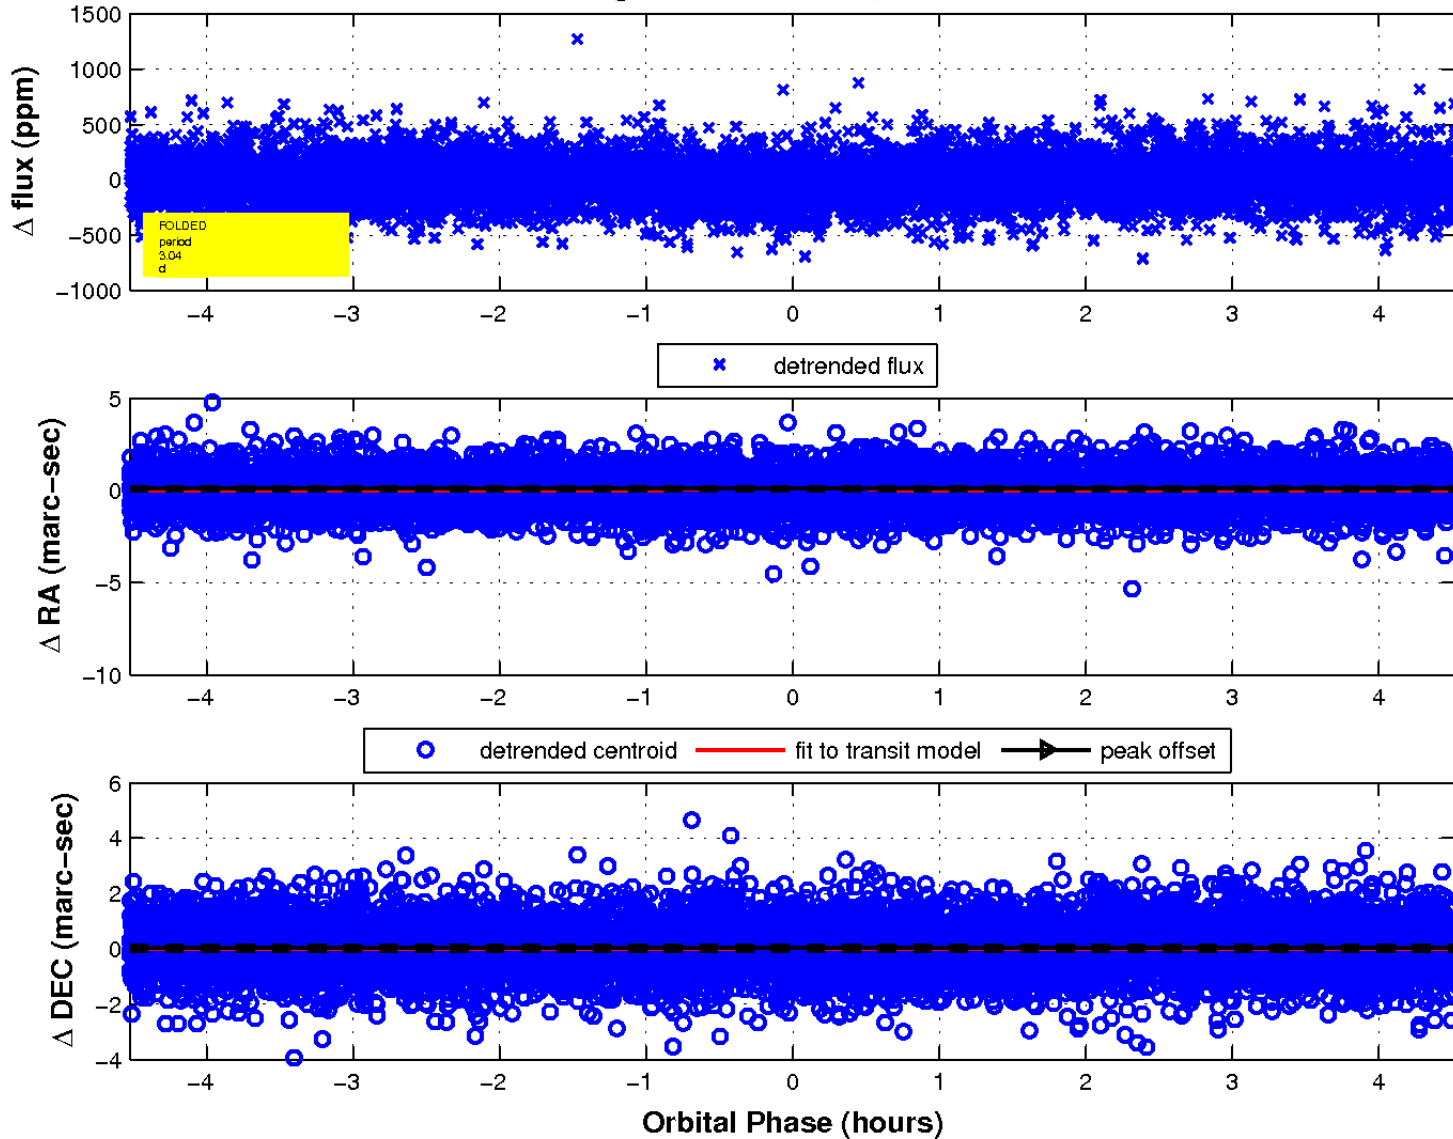 1500
1000
500
0
−500
−1000
Δ flux (ppm)
FOLDED
period
3.04
d
−4 −3 −2 −1 0 1 2 3 4
detrended flux
5
0
−5
−10
Δ RA (marc−sec)
−4 −3 −2 −1 0 1 2 3 4
detrended centroid fit to transit model peak offset
6
4
2
0
−2
−4
Δ DEC (marc−sec)
−4 −3 −2 −1 0 1 2 3 4
Orbital Phase (hours)